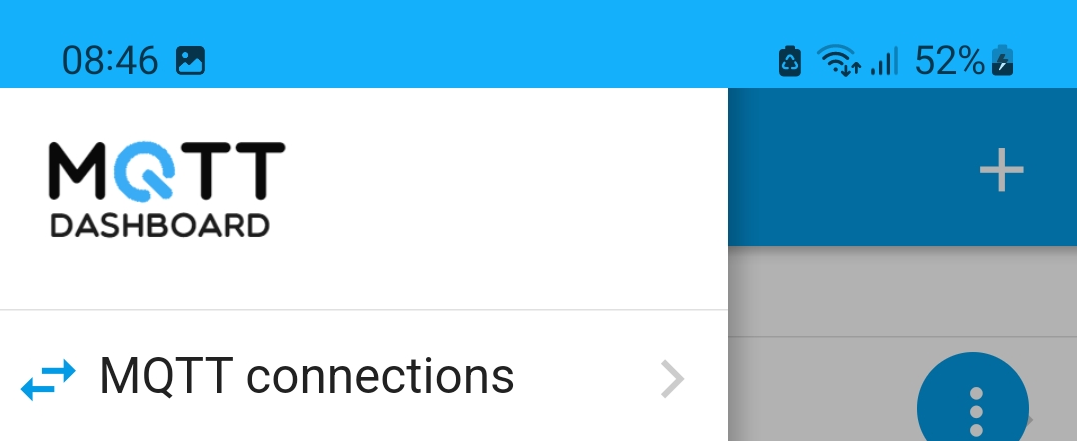 08:46 52%
MQTT
DASHBOARD
MQTT connections